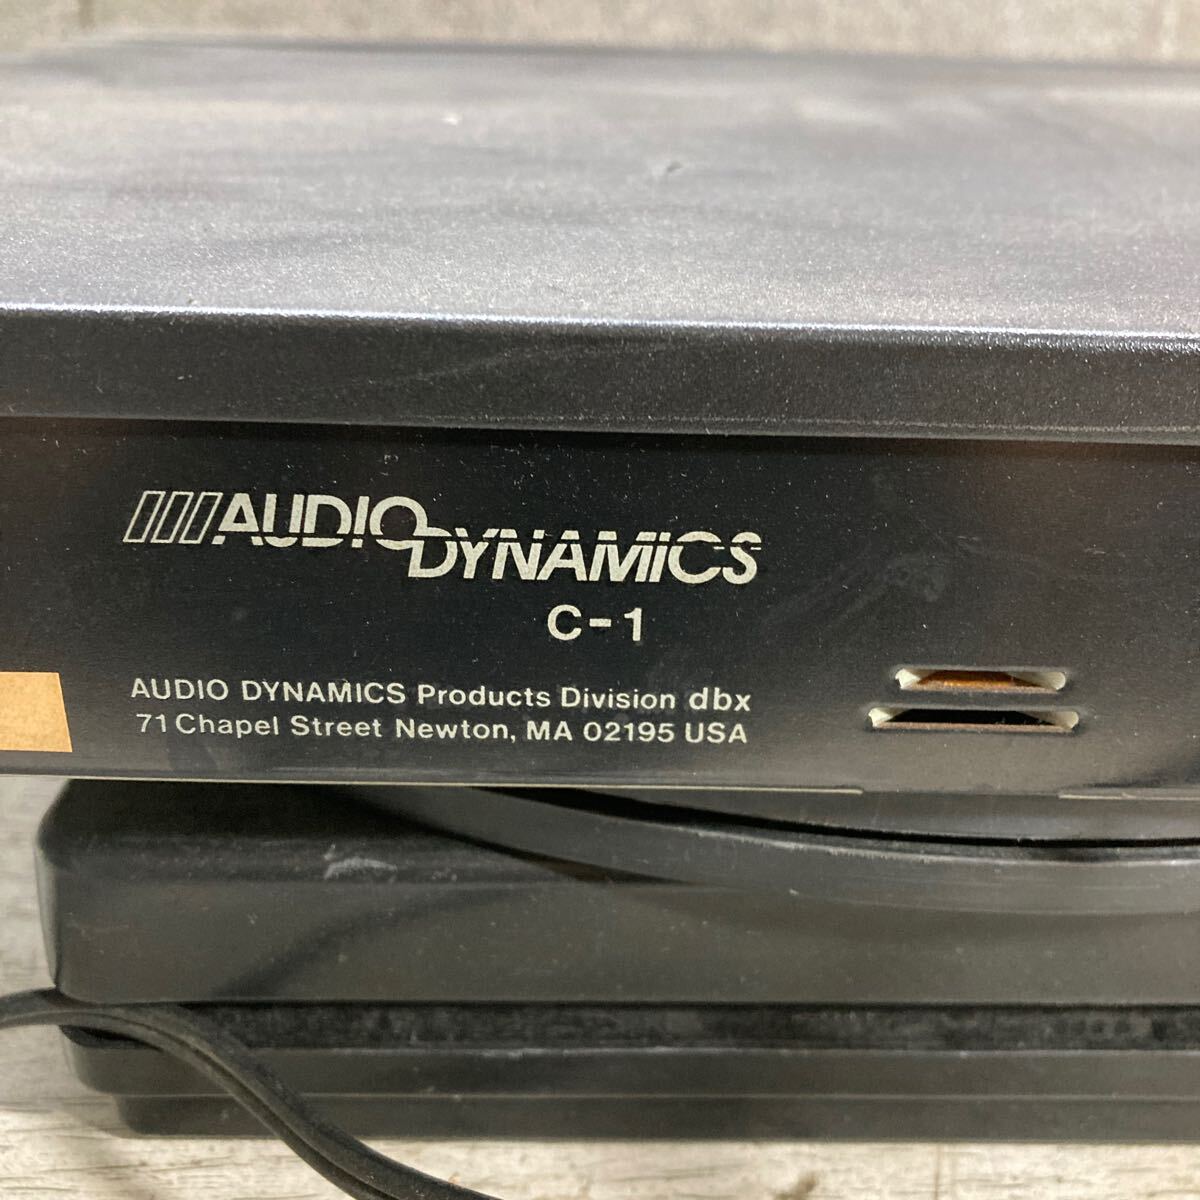 AUDIO DYNAMICS
C-1
AUDIO DYNAMICS Products Division dbx
71 Chapel Street Newton, MA 02195 USA